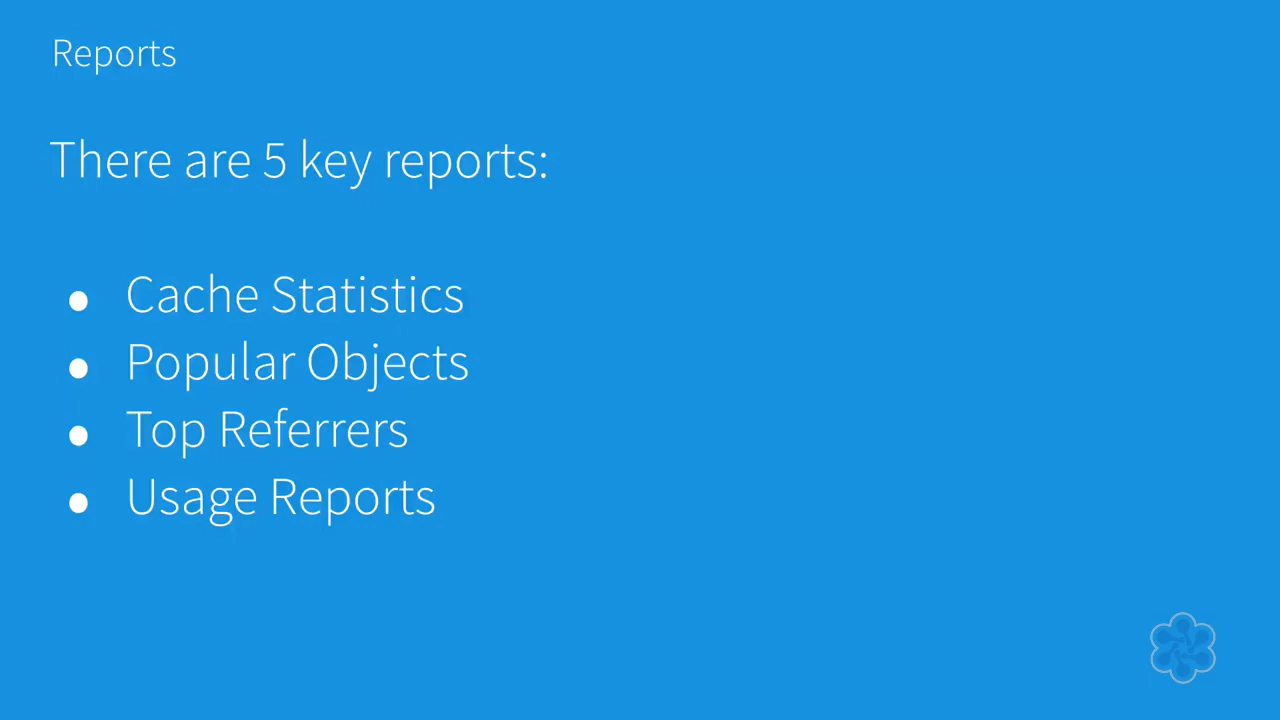 Reports
There are 5 key reports:
● Cache Statistics
● Popular Objects
● Top Referrers
● Usage Reports